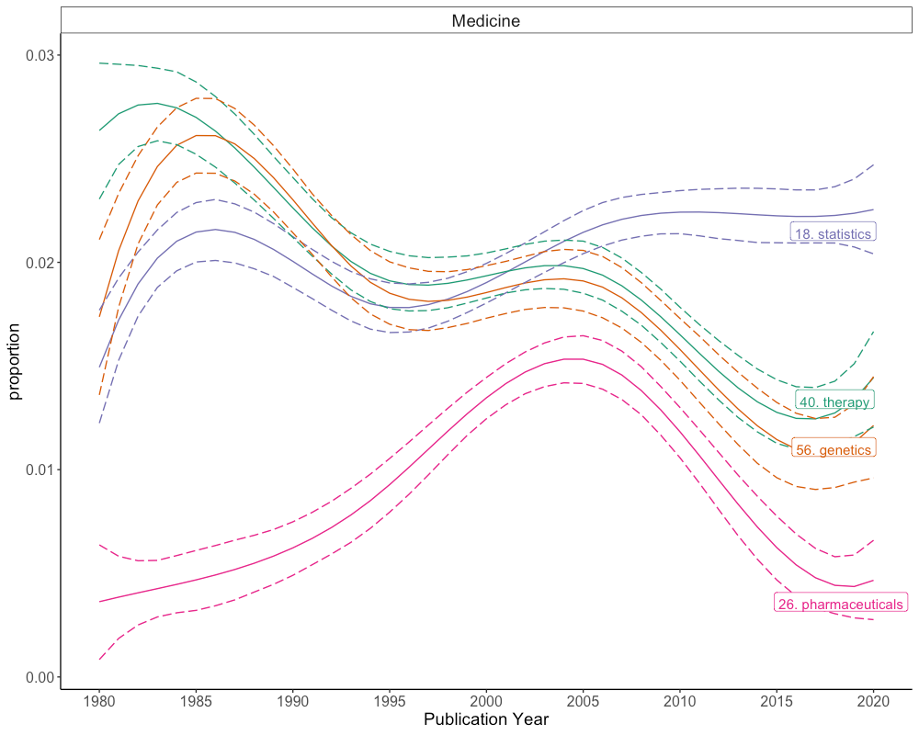 Medicine
0.03
0.02
0.01
0.00
proportion
18. statistics
40. therapy
56. genetics
26. pharmaceuticals
1980 1985 1990 1995 2000 2005 2010 2015 2020
Publication Year